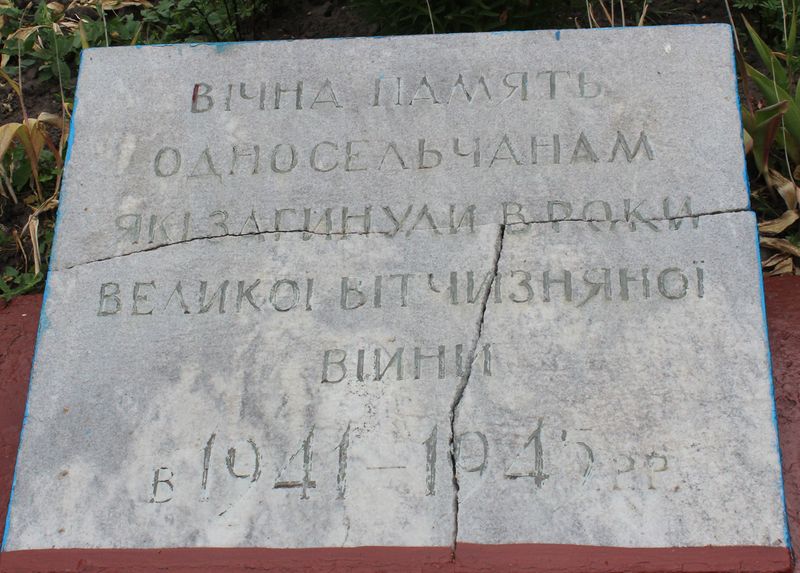 ВІЧНА ПАМЯТЬ
ОДНОСЕЛЬЧАНАМ
ЯКІ ЗАГИНУЛИ В РОКИ
ВЕЛИКОЇ ВІТЧИЗНЯНОЇ
ВІЙНИ
В 1941-1945 РР.